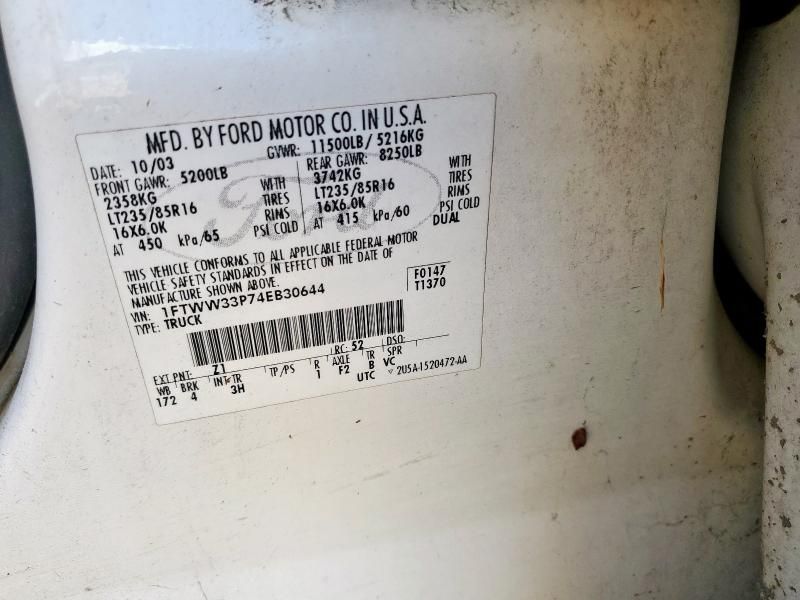 MFD. BY FORD MOTOR CO. IN U.S.A.
DATE: 10/03 GVWR: 11500LB / 5216KG
FRONT GAWR: 5200LB REAR GAWR: 8250LB
2358KG WITH 3742KG WITH
LT235/85R16 TIRES LT235/85R16 TIRES
16X6.0K RINS 16X6.0K RINS
AT 450 kPa/65 PSI COLD AT 415 kPa/60 PSI COLD
DUAL
THIS VEHICLE CONFORMS TO ALL APPLICABLE FEDERAL MOTOR
VEHICLE SAFETY STANDARDS IN EFFECT ON THE DATE OF
MANUFACTURE SHOWN ABOVE.
VIN: 1FTWW33P74EB30644 F0147
TYPE: TRUCK T1370
EXT PNT: Z1 RC: 52 DSO:
WB BRK INT TR TP/PS R AXLE TR SPR
172 4 3H 1 F2 B VC
UTC ▽ 2U5A-1520472-AA
Ford